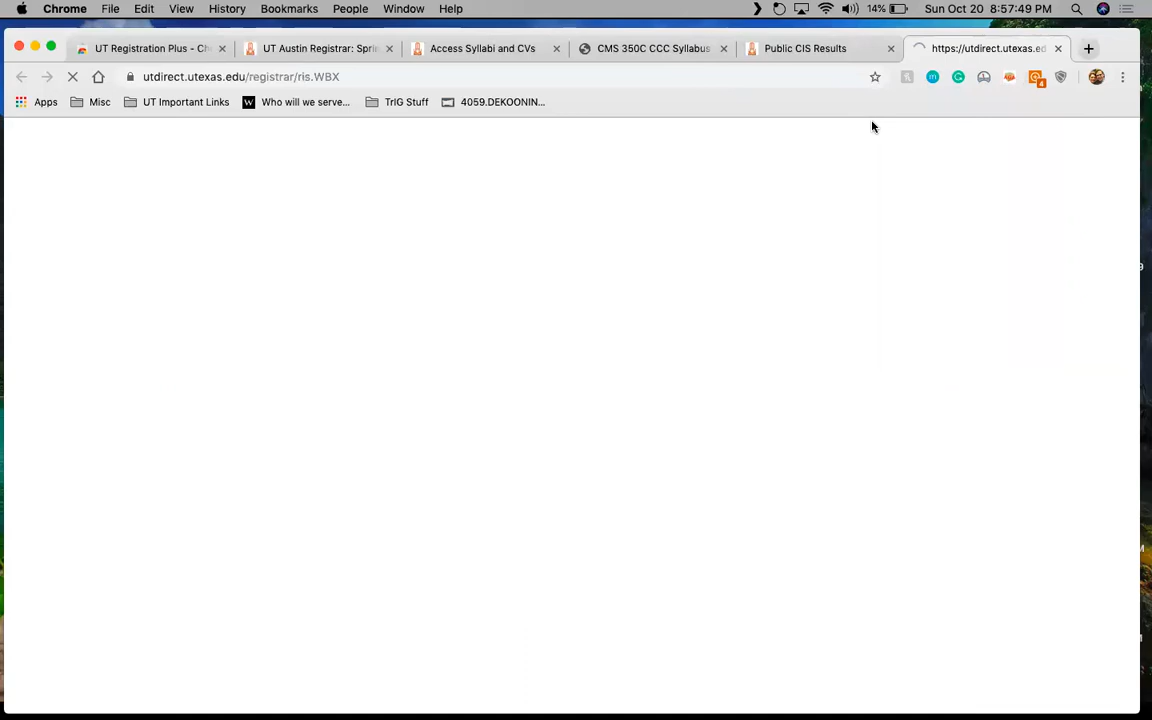 Chrome File Edit View History Bookmarks People Window Help 14% Sun Oct 20 8:57:49 PM
UT Registration Plus - Ch UT Austin Registrar: Sprin Access Syllabi and CVs CMS 350C CCC Syllabus Public CIS Results https://utdirect.utexas.ed
utdirect.utexas.edu/registrar/ris.WBX 4
Apps Misc UT Important Links W Who will we serve... TrIG Stuff 4059.DEKOONIN...
9
M
M